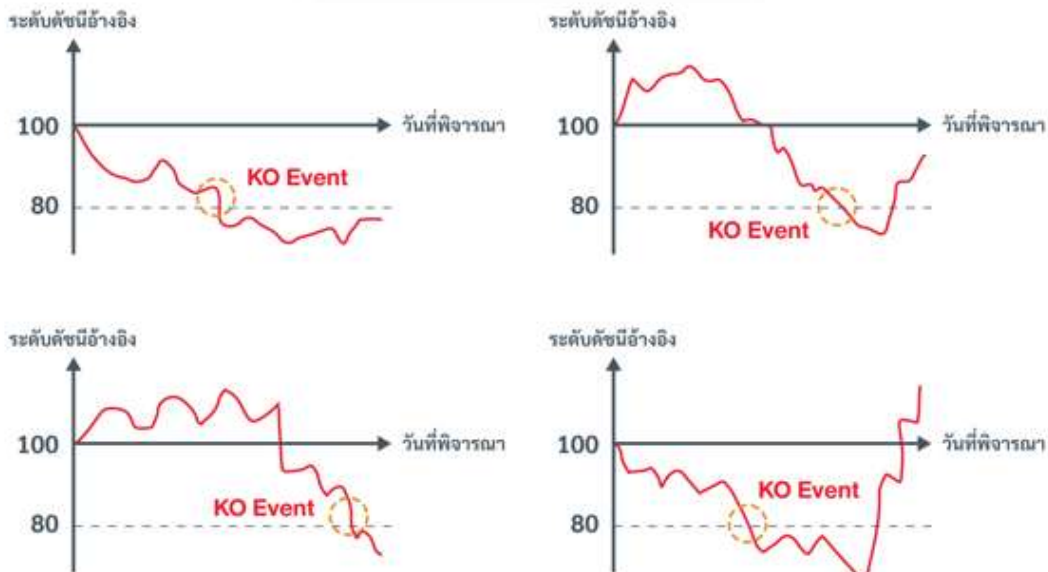 ระดับดัชนีอ้างอิง
100
วันที่พิจารณา
KO Event
80
ระดับดัชนีอ้างอิง
100
วันที่พิจารณา
80
KO Event
ระดับดัชนีอ้างอิง
100
วันที่พิจารณา
KO Event
80
ระดับดัชนีอ้างอิง
100
วันที่พิจารณา
KO Event
80